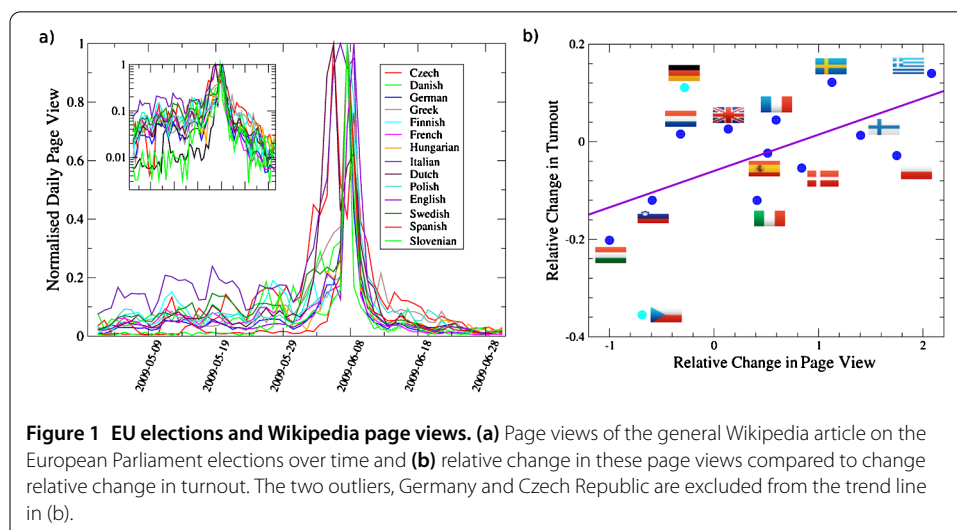 a)
1
0.8
0.6
0.4
0.2
0
Normalised Daily Page View
1
0.1
0.01
Czech
Danish
German
Greek
Finnish
French
Hungarian
Italian
Dutch
Polish
English
Swedish
Spanish
Slovenian
2009-05-09
2009-05-19
2009-05-29
2009-06-08
2009-06-18
2009-06-28
b)
0.2
0
-0.2
-0.4
Relative Change in Turnout
-1
0
1
2
Relative Change in Page View
Figure 1 EU elections and Wikipedia page views. (a) Page views of the general Wikipedia article on the
European Parliament elections over time and (b) relative change in these page views compared to change
relative change in turnout. The two outliers, Germany and Czech Republic are excluded from the trend line
in (b).